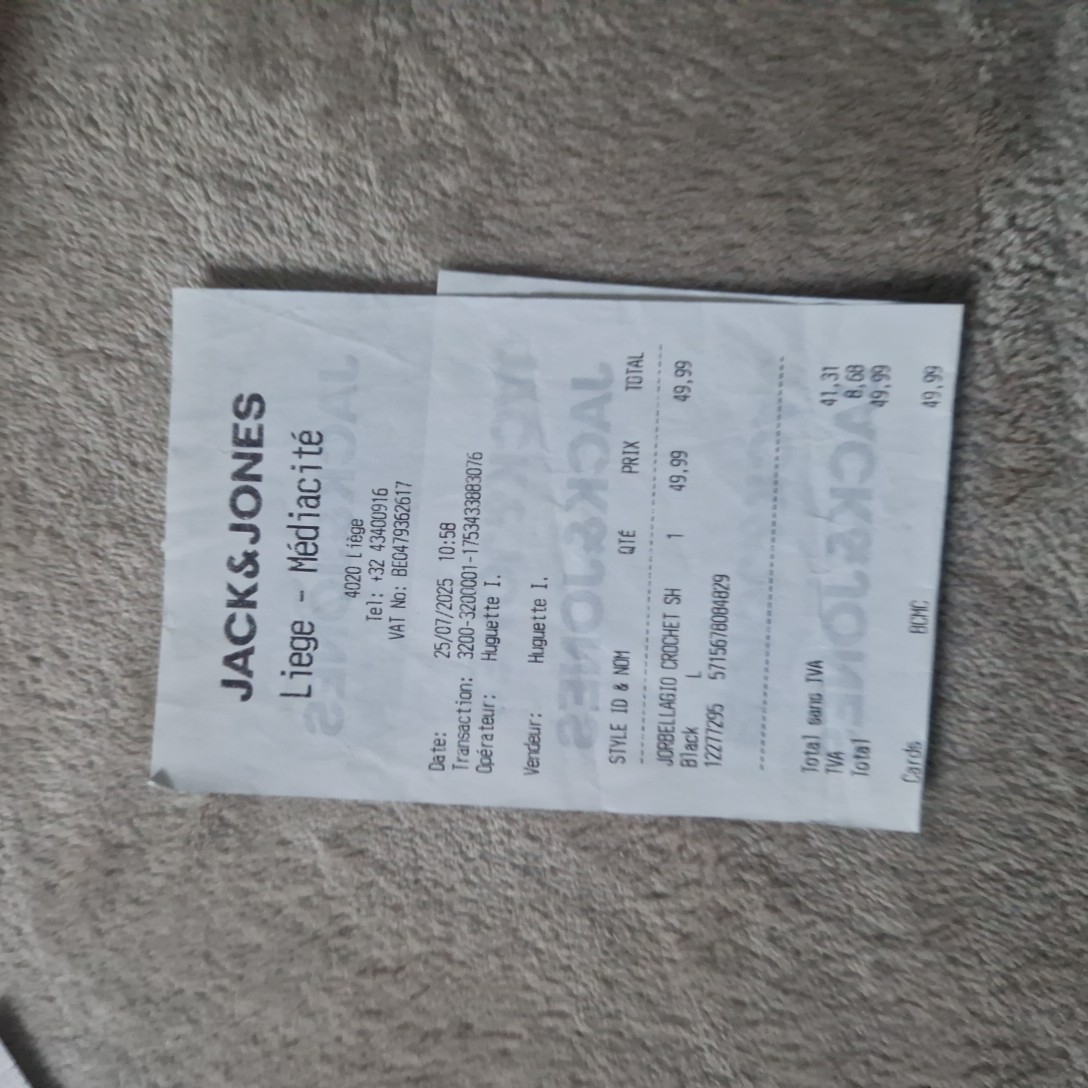 JACK&JONES
Liege - Médiacité
4020 Liège
Tel: +32 43400916
VAT No: BE0479362617
Date: 25/07/2025 10:58
Transaction: 3200-3200001-1753433883076
Opérateur: Huguette I.
Vendeur: Huguette I.
STYLE ID & NOM QTÉ PRIX TOTAL
JORBELLAGIO CROCHET SH 1 49,99 49,99
Black L
12277295 5715678084829
Total sans TVA 41,31
TVA 8,68
Total 49,99
Cards BCMC 49,99